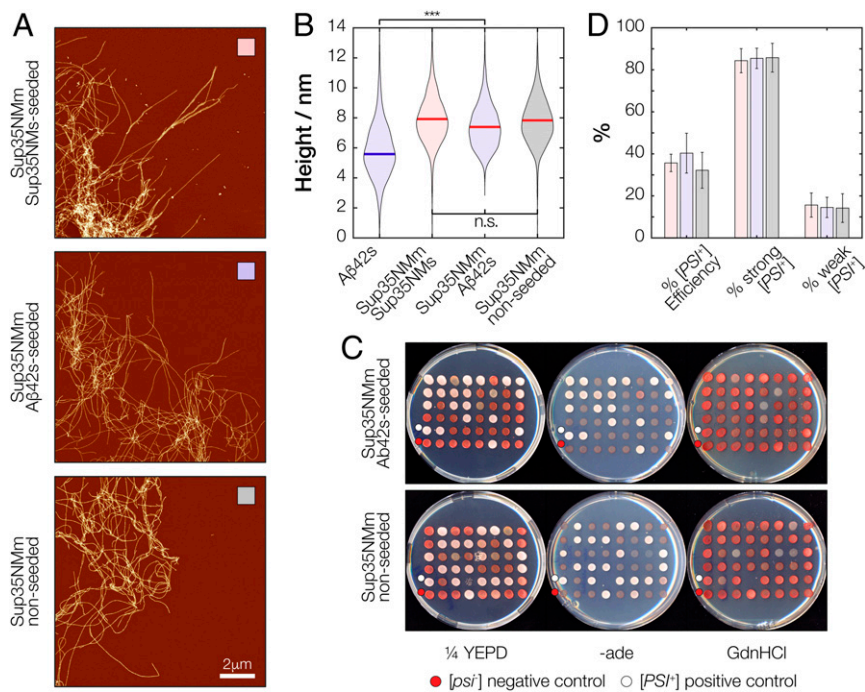 A
Sup35NMm
Sup35NMs-seeded
Sup35NMm
Aβ42s-seeded
Sup35NMm
non-seeded
2μm
B
***
14
12
10
8
6
4
2
0
Height / nm
n.s.
Aβ42s
Sup35NMm
Sup35NMs
Sup35NMm
Aβ42s
Sup35NMm
non-seeded
D
100
80
60
40
20
0
%
% [PSI+]
Efficiency
% strong
[PSI+]
% weak
[PSI+]
C
Sup35NMm
Ab42s-seeded
Sup35NMm
non-seeded
¼ YEPD
-ade
GdnHCl
[psi-] negative control
[PSI+] positive control